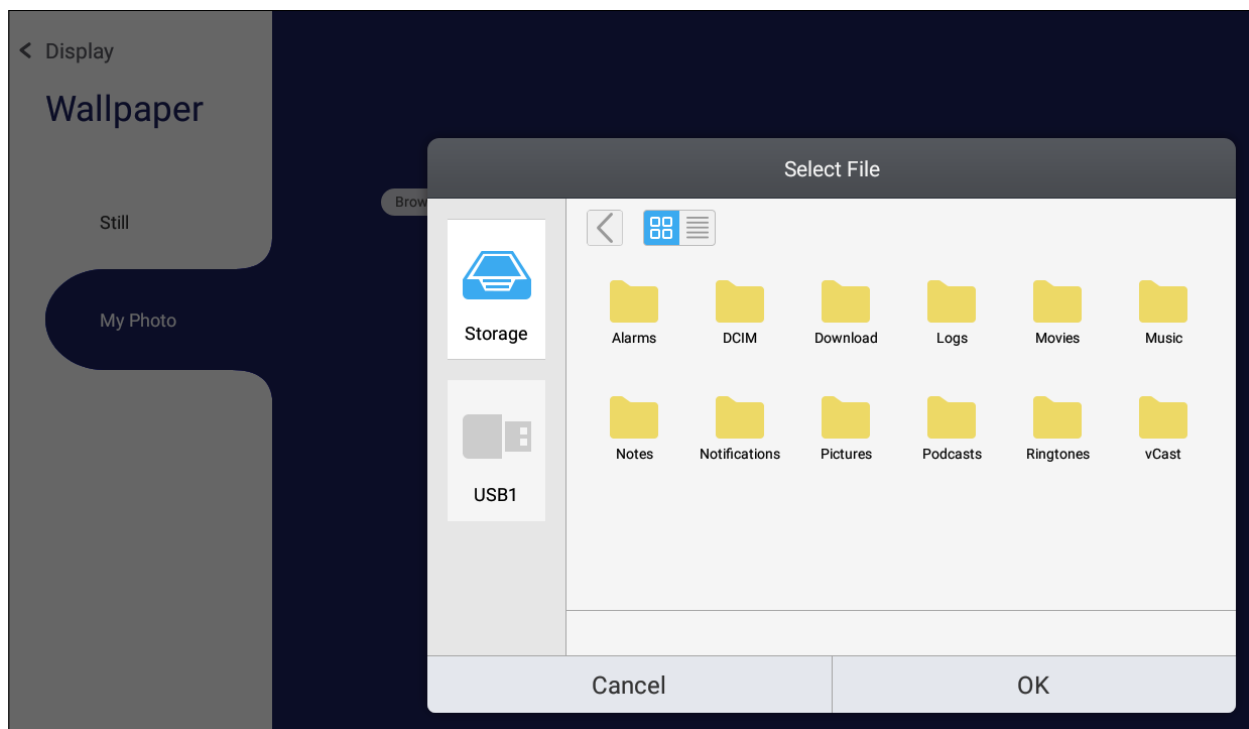 Display
Wallpaper
Still
My Photo
Brow
Select File
Storage
USB1
Alarms DCIM Download Logs Movies Music
Notes Notifications Pictures Podcasts Ringtones vCast
Cancel OK